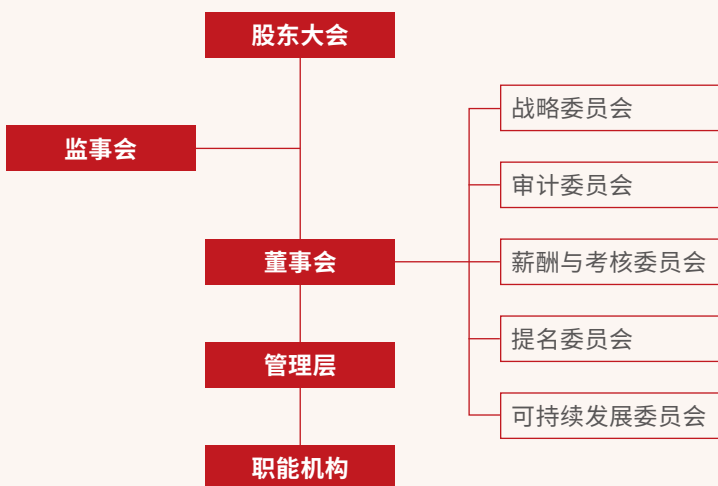 股东大会
监事会
董事会
管理层
职能机构
战略委员会
审计委员会
薪酬与考核委员会
提名委员会
可持续发展委员会